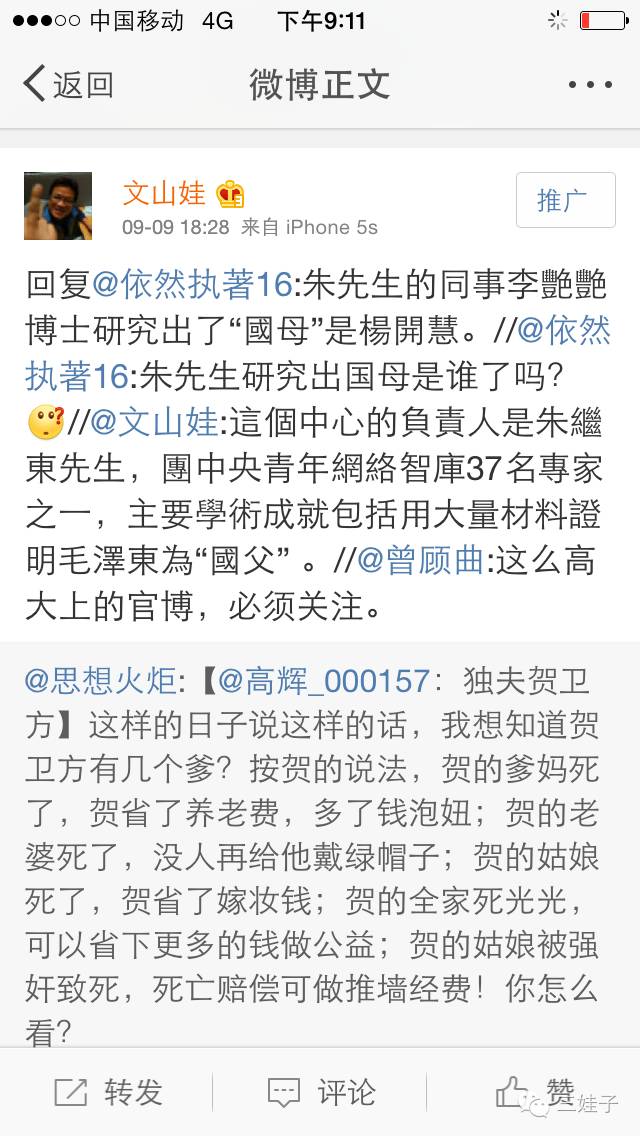 中国移动 4G 下午9:11
返回 微博正文
文山娃
推广
09-09 18:28 来自 iPhone 5s
回复@依然执著16:朱先生的同事李艷艷
博士研究出了“國母”是楊開慧。//@依然
执著16:朱先生研究出国母是谁了吗？
//@文山娃:這個中心的負責人是朱繼
東先生，團中央青年網絡智庫37名專家
之一，主要學術成就包括用大量材料證
明毛澤東為“國父” 。//@曾顾曲:这么高
大上的官博，必须关注。
@思想火炬:【@高辉_000157：独夫贺卫
方】这样的日子说这样的话，我想知道贺
卫方有几个爹？按贺的说法，贺的爹妈死
了，贺省了养老费，多了钱泡妞；贺的老
婆死了，没人再给他戴绿帽子；贺的姑娘
死了，贺省了嫁妆钱；贺的全家死光光，
可以省下更多的钱做公益；贺的姑娘被强
奸致死，死亡赔偿可做推墙经费！你怎么
看？
转发 评论 赞
二娃子